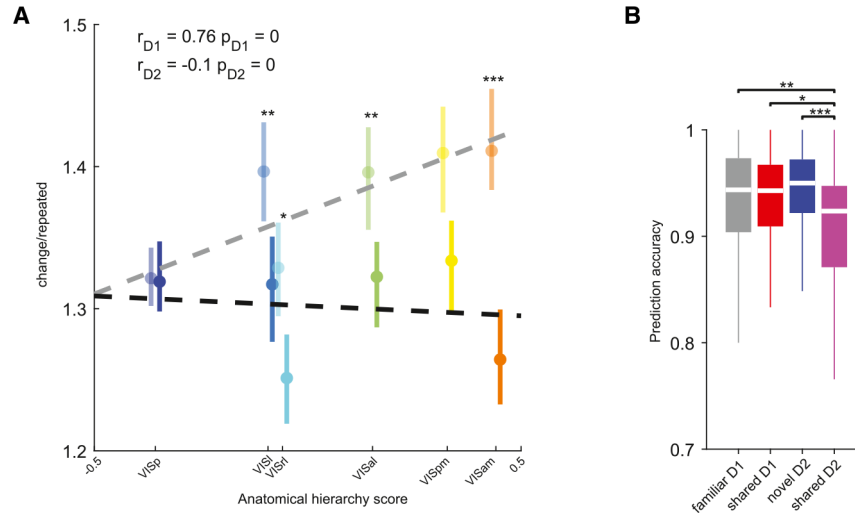 A
r_D1 = 0.76 p_D1 = 0
r_D2 = -0.1 p_D2 = 0
1.5
1.4
1.3
1.2
change/repeated
**
*
**
***
-0.5
VISp
VISl
VISrl
VISal
VISpm
VISam
0.5
Anatomical hierarchy score
B
**
*
***
1
0.9
0.8
0.7
Prediction accuracy
familiar D1
shared D1
novel D2
shared D2